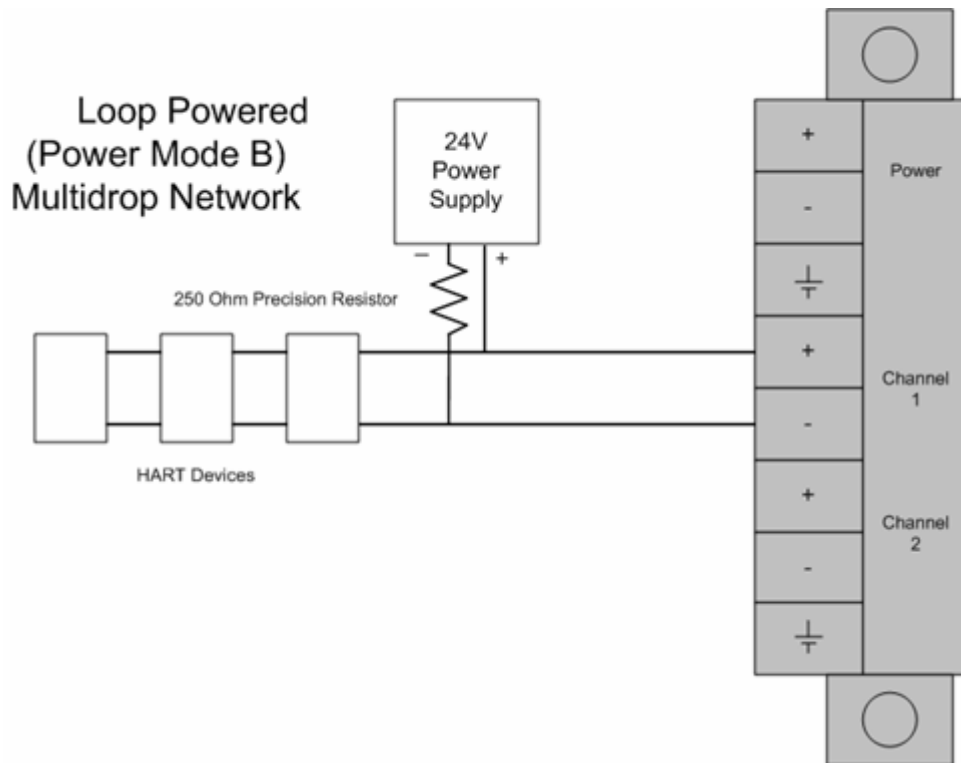 Loop Powered
(Power Mode B)
Multidrop Network
24V
Power
Supply
–
+
250 Ohm Precision Resistor
HART Devices
+
-
Power
+
-
Channel
1
+
-
Channel
2